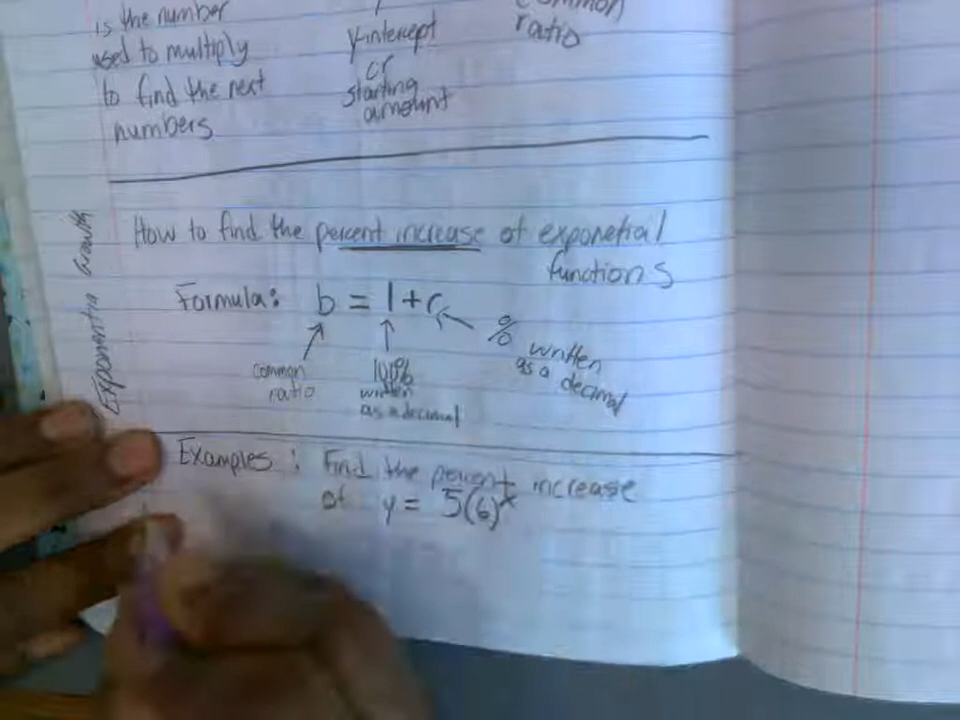 is the number
used to multiply
to find the next
numbers
y-intercept
or
starting
amount
common
ratio
Exponentia Growth
How to find the percent increase of exponetial
functions
Formula: b = 1 + r
common
ratio
100%
written
as a decimal
% written
as a decimal
Examples : Find the percent increase
of y = 5(6)^x